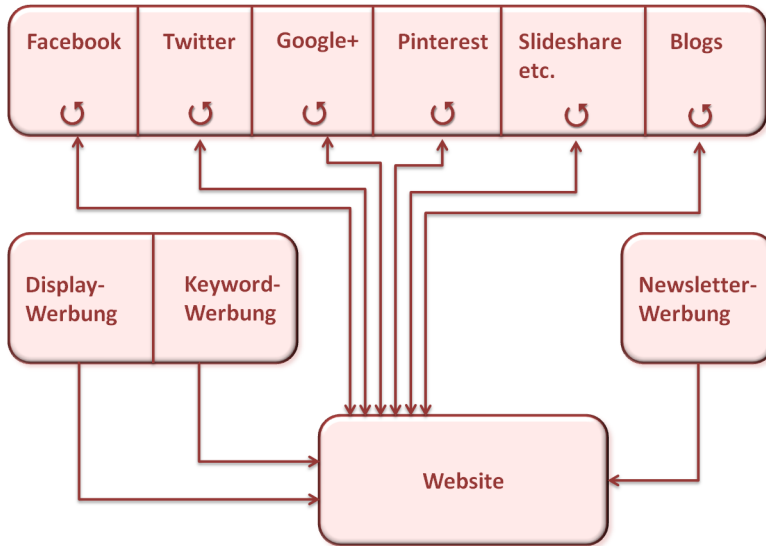 Facebook
Twitter
Google+
Pinterest
Slideshare
etc.
Blogs
Display-
Werbung
Keyword-
Werbung
Newsletter-
Werbung
Website